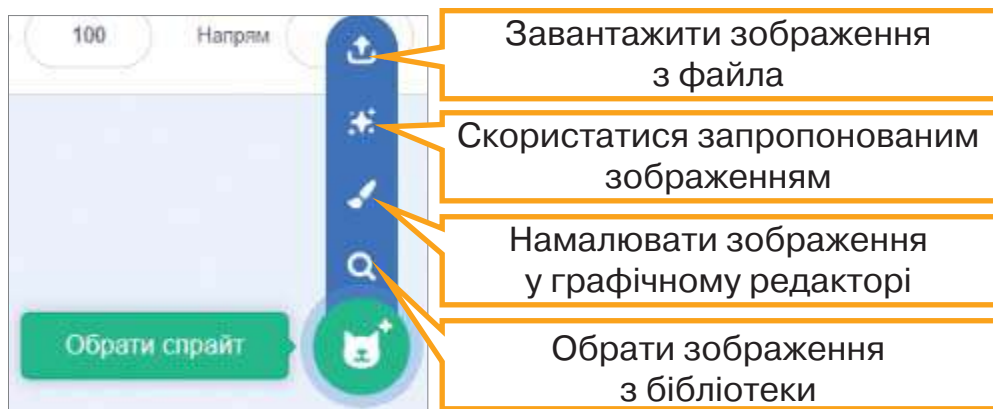 100 Напрям
Завантажити зображення
з файла
Скористатися запропонованим
зображенням
Намалювати зображення
у графічному редакторі
Обрати спрайт
Обрати зображення
з бібліотеки